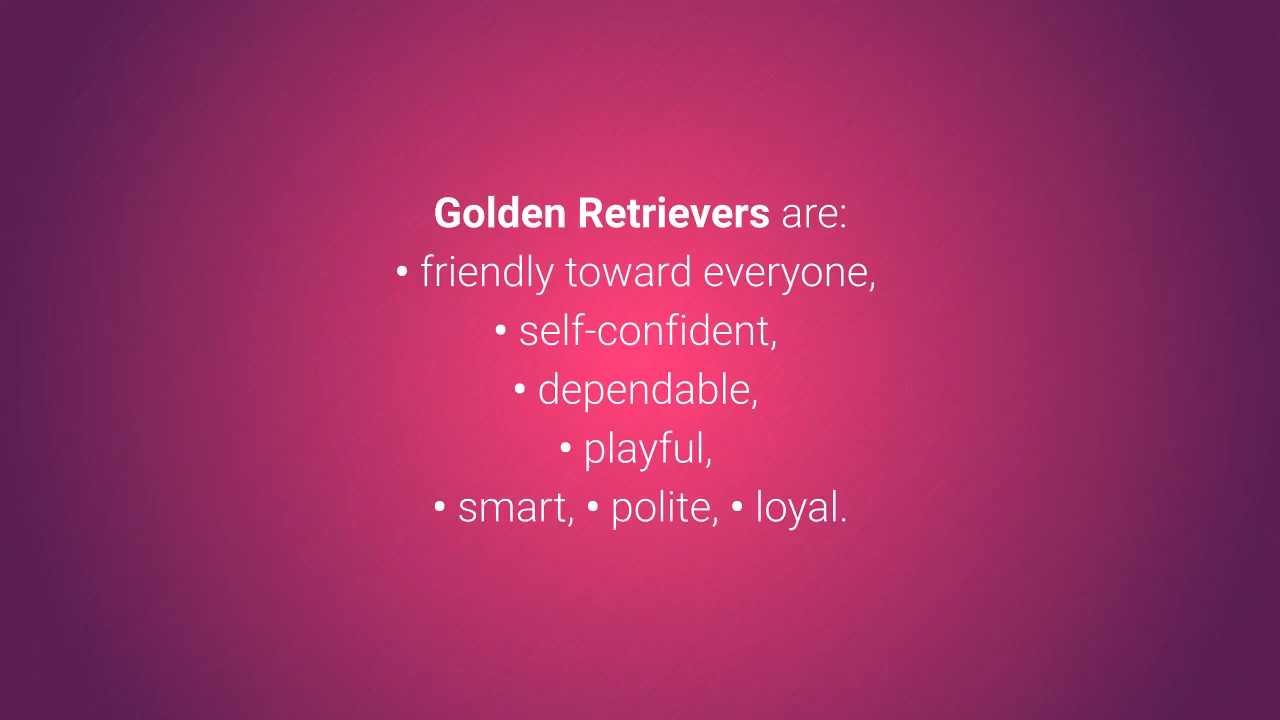 Golden Retrievers are:
• friendly toward everyone,
• self-confident,
• dependable,
• playful,
• smart, • polite, • loyal.